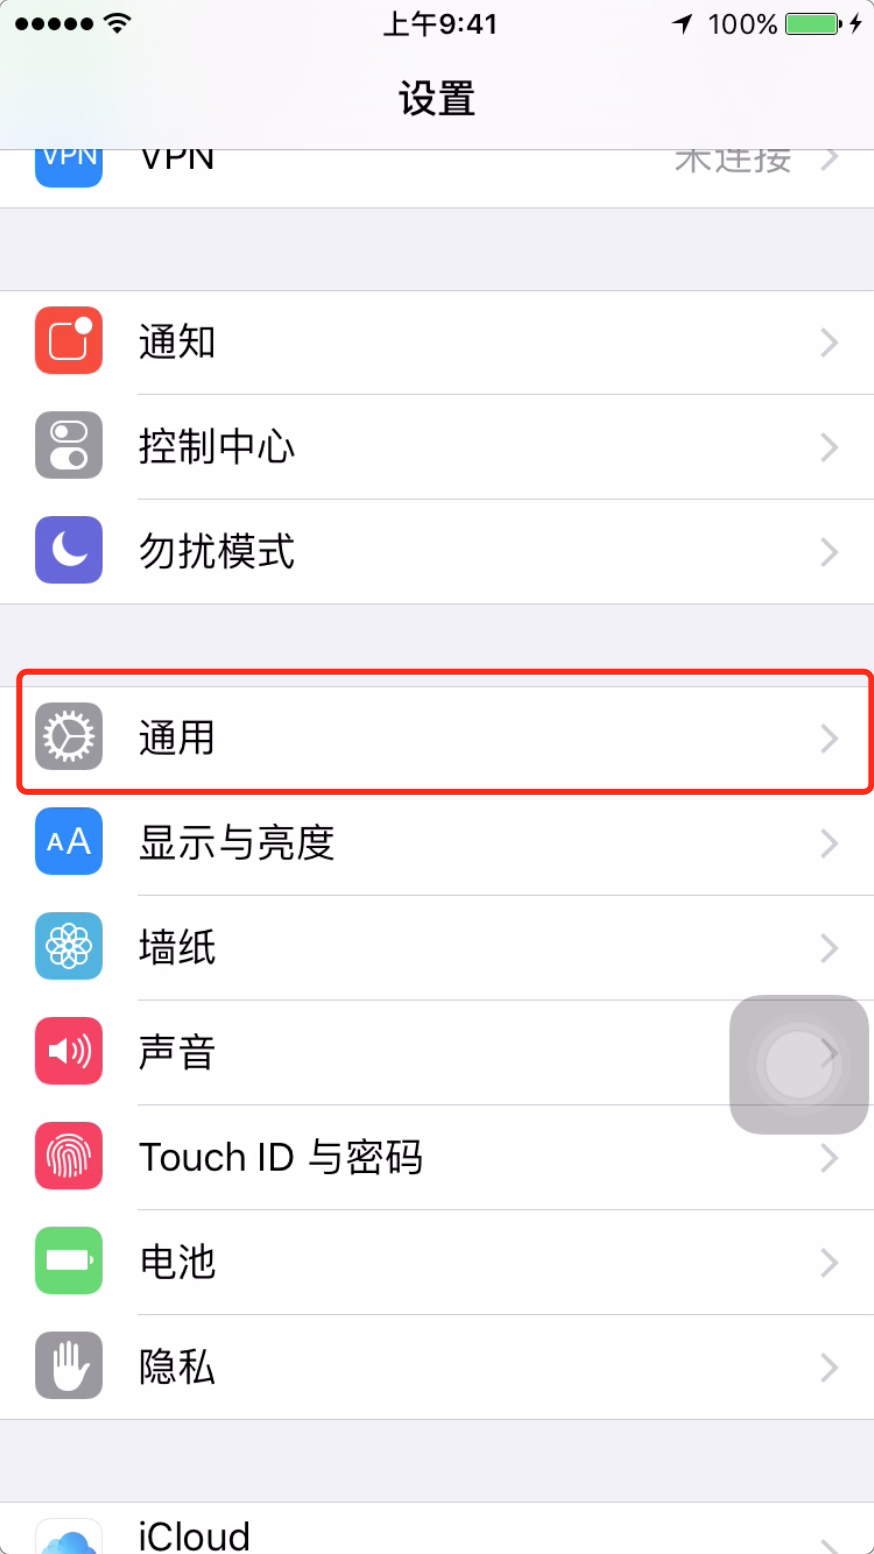 上午9:41
100%
设置
VPN
VPN
未连接
通知
控制中心
勿扰模式
通用
AA
显示与亮度
墙纸
声音
Touch ID 与密码
电池
隐私
iCloud